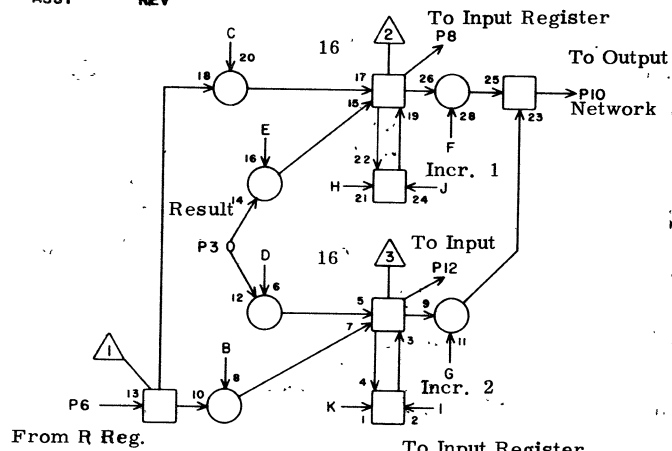 To Input Register
C
16
2
P8
20
To Output
18
17
26
25
P10
15
23
Network
19
28
E
F
16
22
Incr. 1
14
H
J
Result
21
24
P3
D
16
3
To Input
P12
12
6
5
9
7
3
11
1
B
G
8
4
Incr. 2
13
10
P6
K
I
1
2
From R Reg.
To Input Register